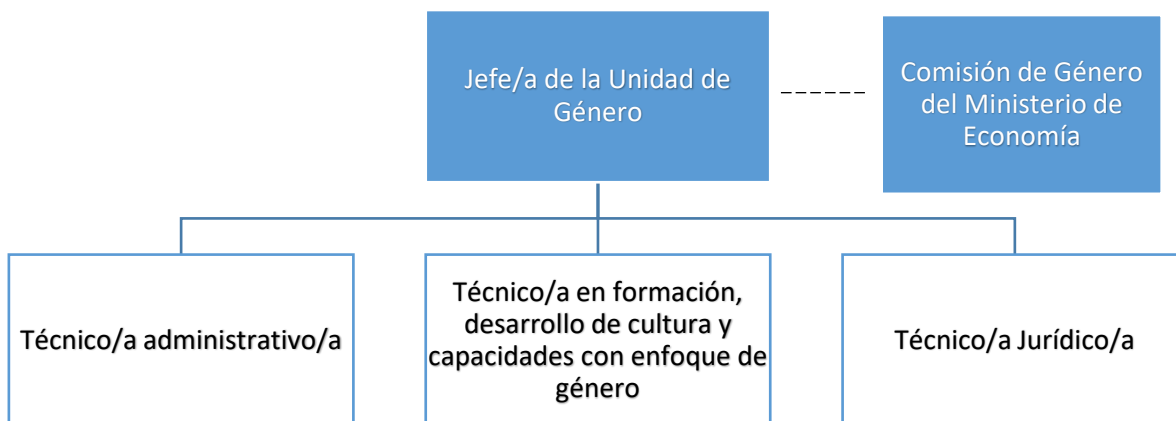 Jefe/a de la Unidad de
Género
Comisión de Género
del Ministerio de
Economía
Técnico/a administrativo/a
Técnico/a en formación,
desarrollo de cultura y
capacidades con enfoque de
género
Técnico/a Jurídico/a